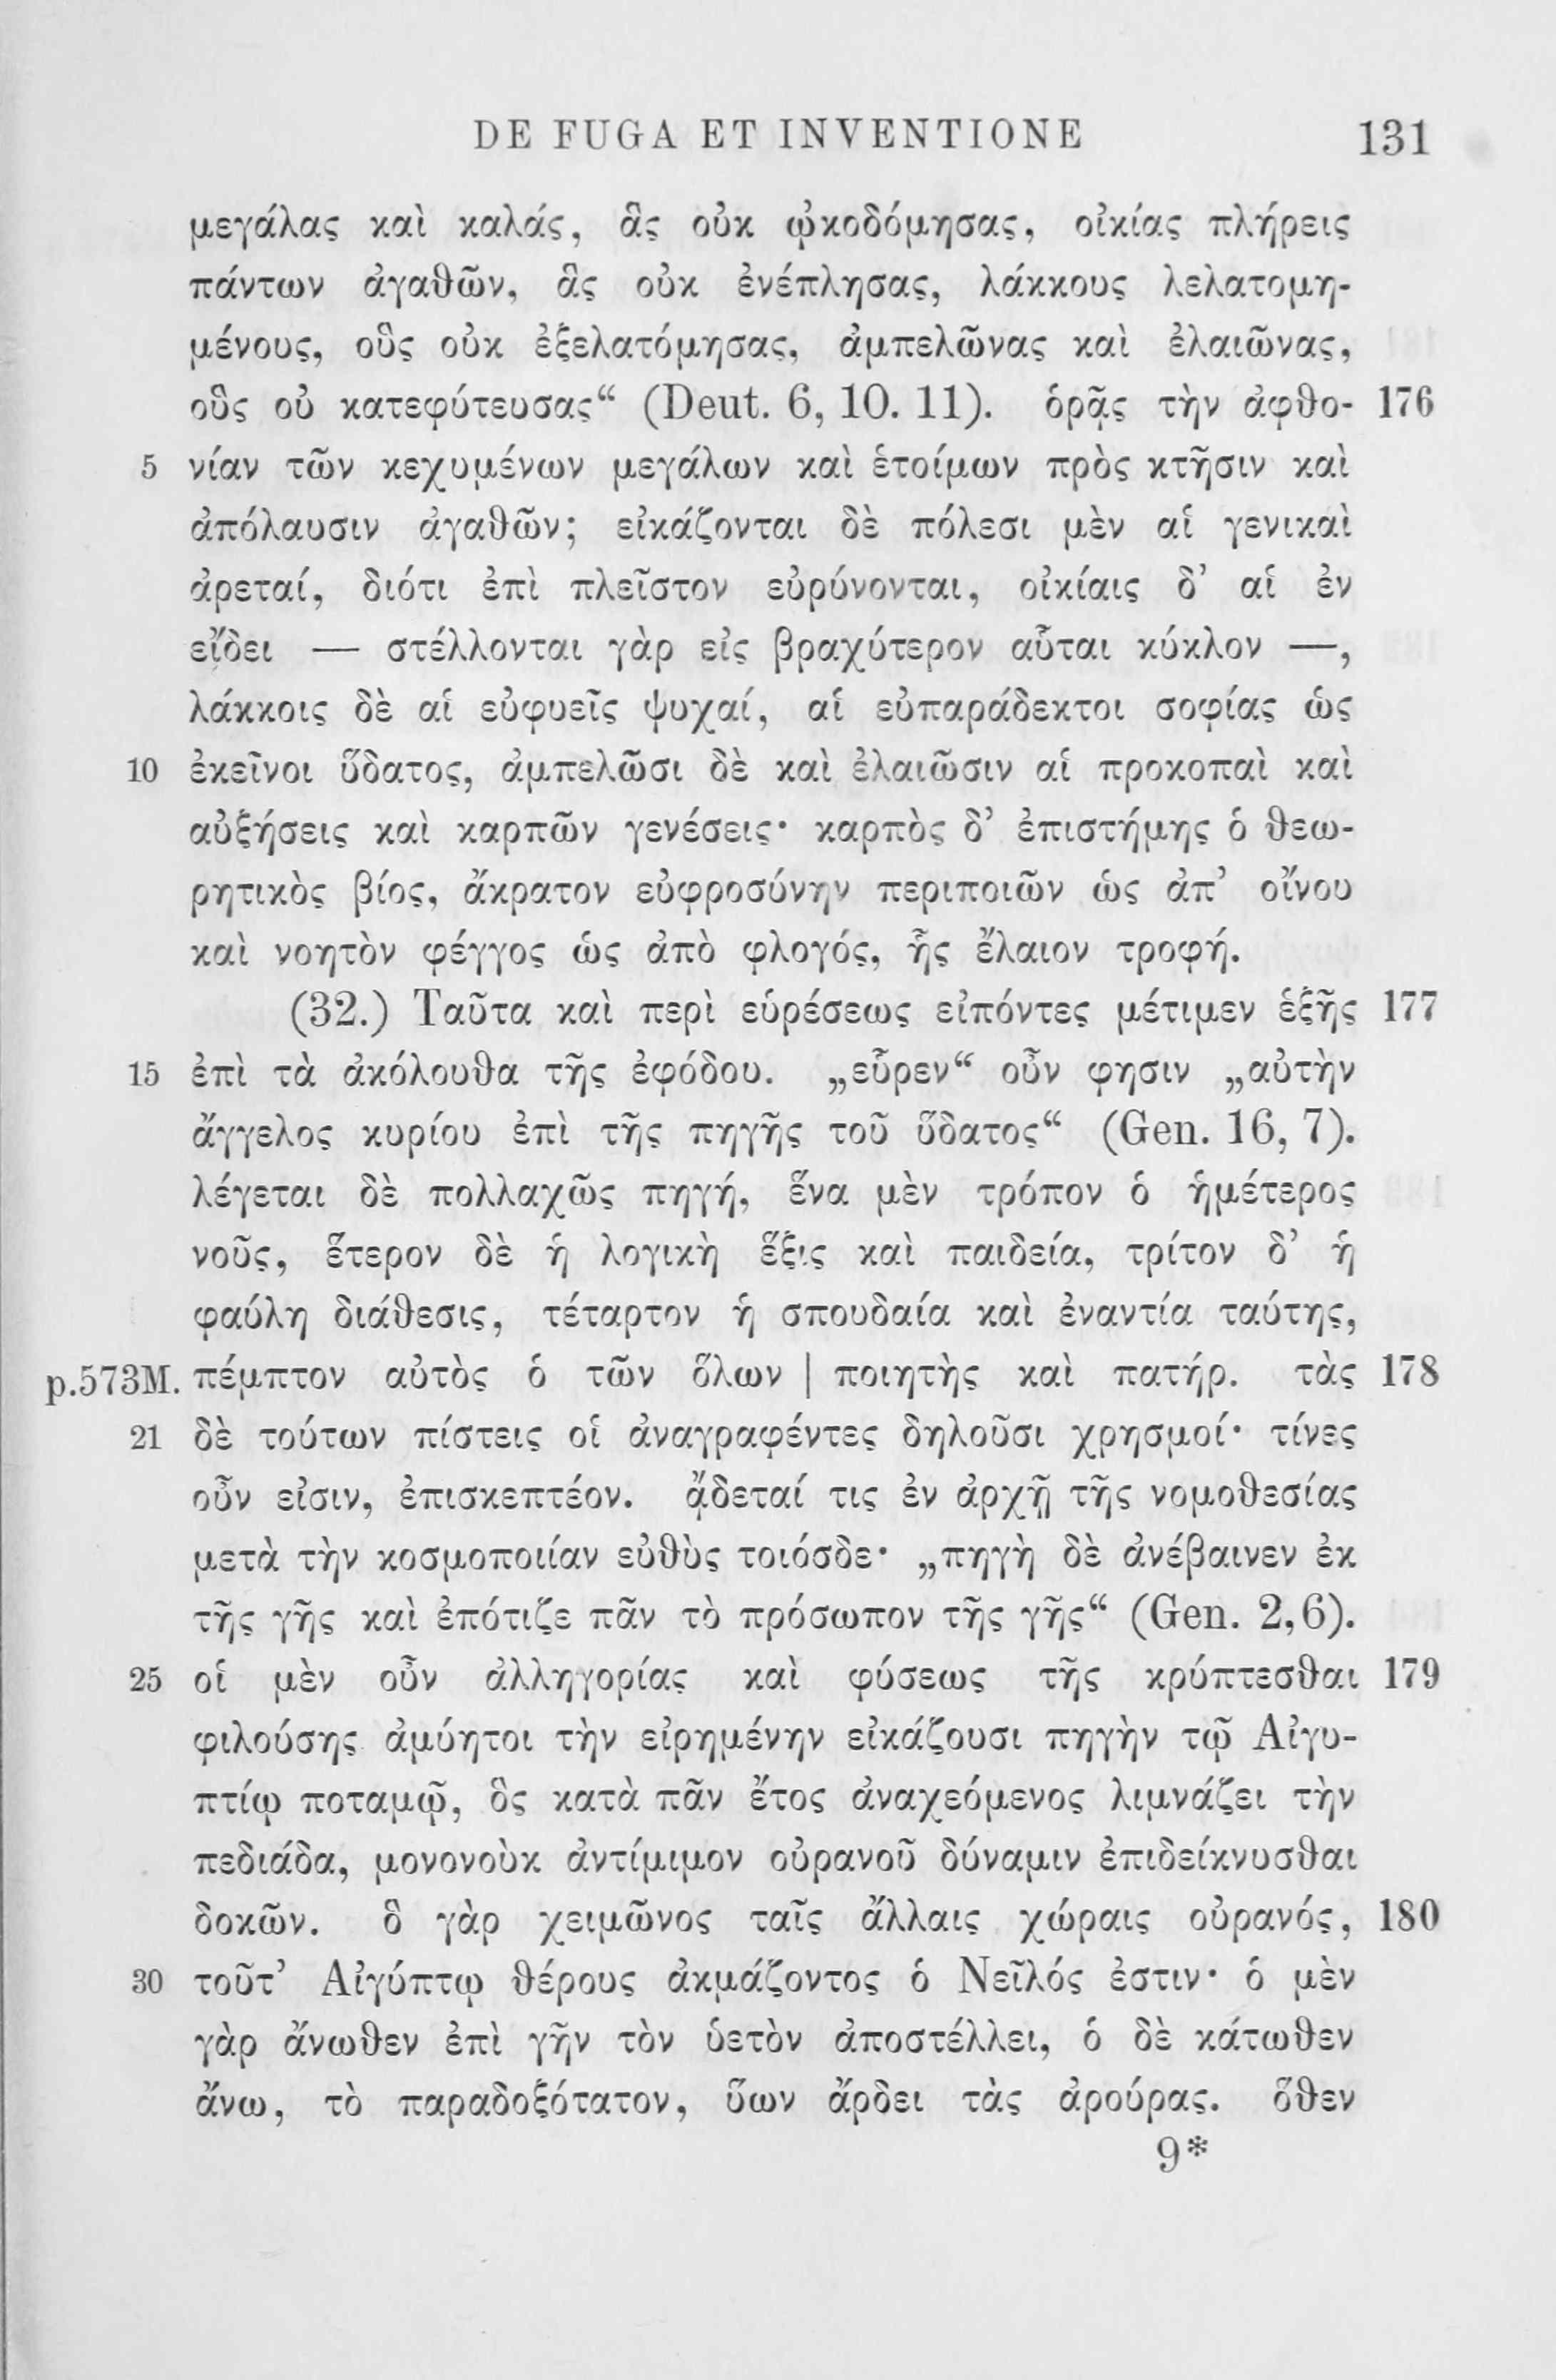 DE FUGA ET INVENTIONE 131
μεγάλας καὶ καλάς, ἃς οὐκ ᾠκοδόμησας, οἰκίας πλήρεις
πάντων ἀγαθῶν, ἃς οὐκ ἐνέπλησας, λάκκους λελατομη-
μένους, οὓς οὐκ ἐξελατόμησας, ἀμπελῶνας καὶ ἐλαιῶνας,
οὓς οὐ κατεφύτευσας“ (Deut. 6, 10. 11). ὁρᾷς τὴν ἀφθο- 176
5 νίαν τῶν κεχυμένων μεγάλων καὶ ἑτοίμων πρὸς κτῆσιν καὶ
ἀπόλαυσιν ἀγαθῶν; εἰκάζονται δὲ πόλεσι μὲν αἱ γενικαὶ
ἀρεταί, διότι ἐπὶ πλεῖστον εὐρύνονται, οἰκίαις δ’ αἱ ἐν
εἴδει — στέλλονται γὰρ εἰς βραχύτερον αὗται κύκλον —,
λάκκοις δὲ αἱ εὐφυεῖς ψυχαί, αἱ εὐπαράδεκτοι σοφίας ὡς
10 ἐκεῖνοι ὕδατος, ἀμπελῶσι δὲ καὶ ἐλαιῶσιν αἱ προκοπαὶ καὶ
αὐξήσεις καὶ καρπῶν γενέσεις· καρπὸς δ’ ἐπιστήμης ὁ θεω-
ρητικὸς βίος, ἄκρατον εὐφροσύνην περιποιῶν ὡς ἀπ’ οἴνου
καὶ νοητὸν φέγγος ὡς ἀπὸ φλογός, ἧς ἔλαιον τροφή.
(32.) Ταῦτα καὶ περὶ εὑρέσεως εἰπόντες μέτιμεν ἑξῆς 177
15 ἐπὶ τὰ ἀκόλουθα τῆς ἐφόδου. „εὗρεν“ οὖν φησιν „αὐτὴν
ἄγγελος κυρίου ἐπὶ τῆς πηγῆς τοῦ ὕδατος“ (Gen. 16, 7).
λέγεται δὲ πολλαχῶς πηγή, ἕνα μὲν τρόπον ὁ ἡμέτερος
νοῦς, ἕτερον δὲ ἡ λογικὴ ἕξις καὶ παιδεία, τρίτον δ’ ἡ
φαύλη διάθεσις, τέταρτον ἡ σπουδαία καὶ ἐναντία ταύτης,
p.573M. πέμπτον αὐτὸς ὁ τῶν ὅλων | ποιητὴς καὶ πατήρ. τὰς 178
21 δὲ τούτων πίστεις οἱ ἀναγραφέντες δηλοῦσι χρησμοί· τίνες
οὖν εἰσιν, ἐπισκεπτέον. ᾄδεταί τις ἐν ἀρχῇ τῆς νομοθεσίας
μετὰ τὴν κοσμοποιίαν εὐθὺς τοιόσδε· „πηγὴ δὲ ἀνέβαινεν ἐκ
τῆς γῆς καὶ ἐπότιζε πᾶν τὸ πρόσωπον τῆς γῆς“ (Gen. 2,6).
25 οἱ μὲν οὖν ἀλληγορίας καὶ φύσεως τῆς κρύπτεσθαι 179
φιλούσης ἀμύητοι τὴν εἰρημένην εἰκάζουσι πηγὴν τῷ Αἰγυ-
πτίῳ ποταμῷ, ὃς κατὰ πᾶν ἔτος ἀναχεόμενος λιμνάζει τὴν
πεδιάδα, μονονοὺκ ἀντίμιμον οὐρανοῦ δύναμιν ἐπιδείκνυσθαι
δοκῶν. ὃ γὰρ χειμῶνος ταῖς ἄλλαις χώραις οὐρανός, 180
30 τοῦτ’ Αἰγύπτῳ θέρους ἀκμάζοντος ὁ Νεῖλός ἐστιν· ὁ μὲν
γὰρ ἄνωθεν ἐπὶ γῆν τὸν ὑετὸν ἀποστέλλει, ὁ δὲ κάτωθεν
ἄνω, τὸ παραδοξότατον, ὕων ἄρδει τὰς ἀρούρας. ὅθεν
9*